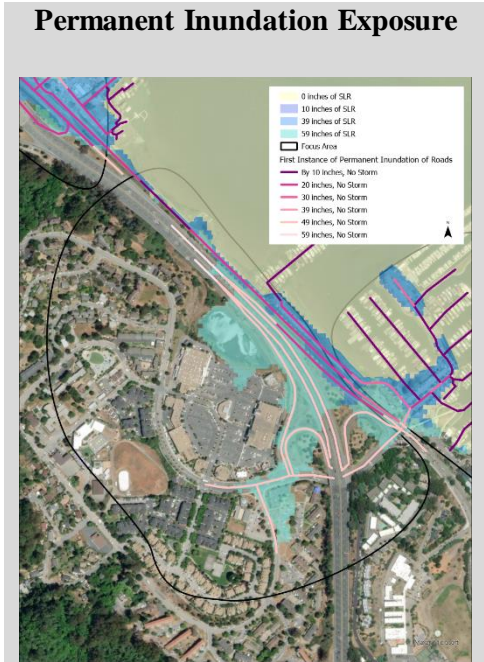 Permanent Inundation Exposure
0 inches of SLR
10 inches of SLR
39 inches of SLR
59 inches of SLR
Focus Area
First Instance of Permanent Inundation of Roads
By 10 inches, No Storm
20 inches, No Storm
30 inches, No Storm
39 inches, No Storm
49 inches, No Storm
59 inches, No Storm